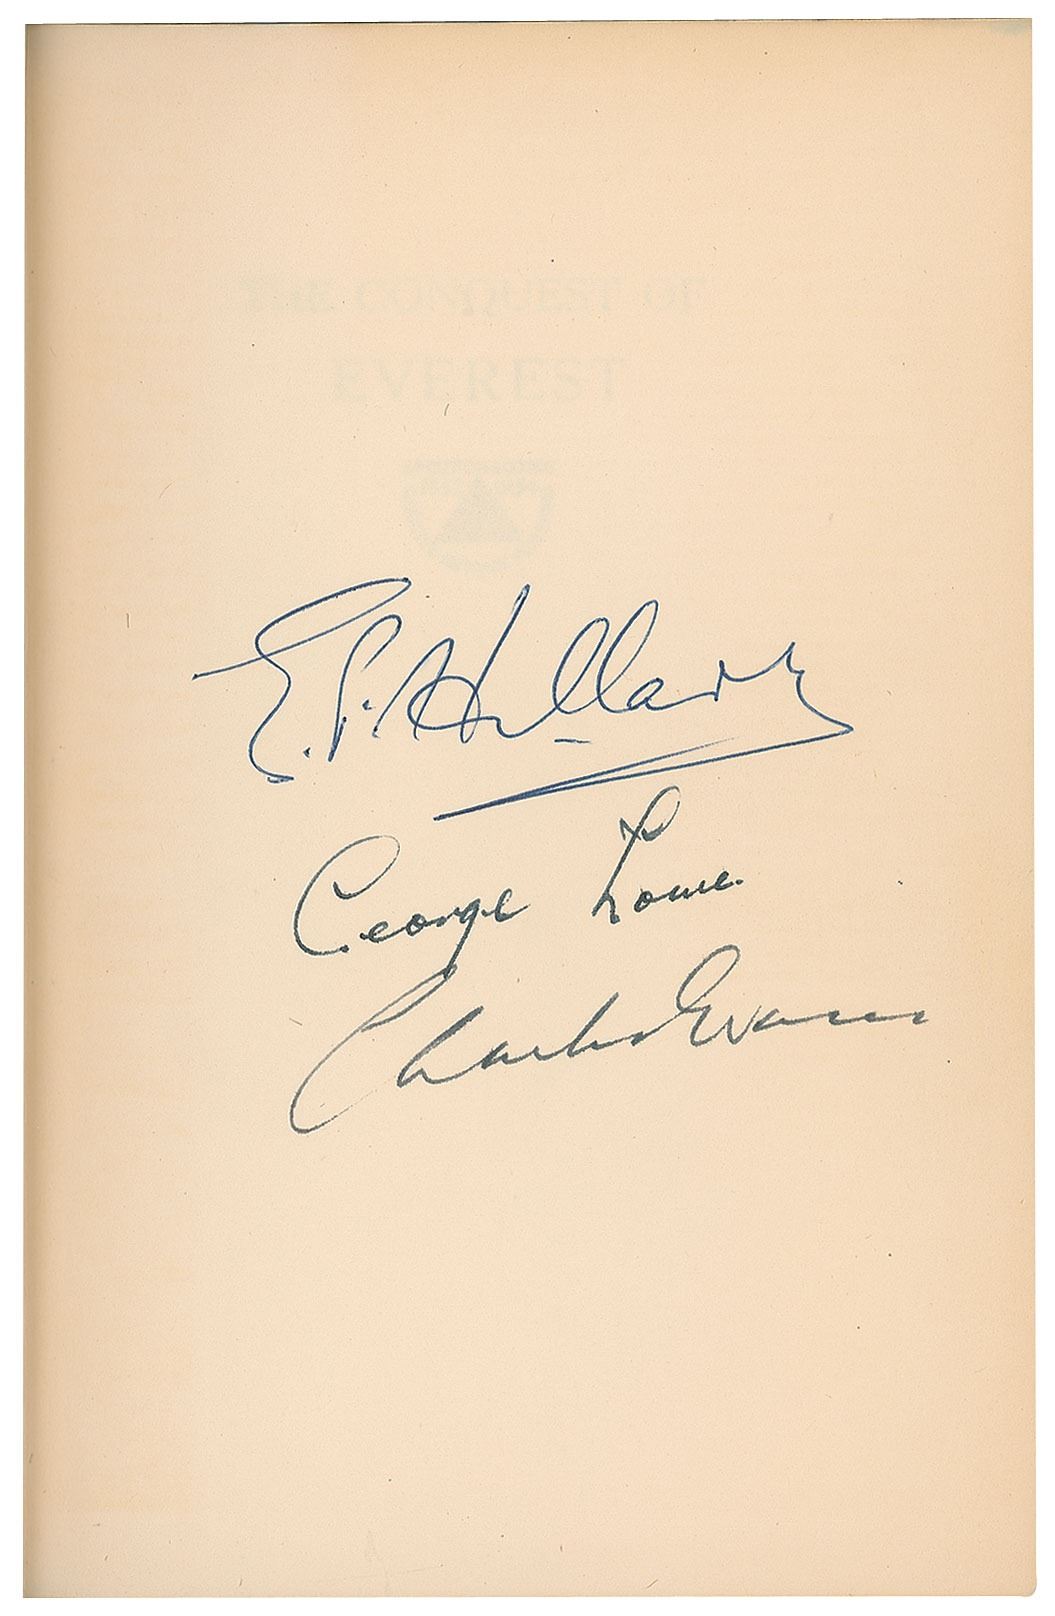 THE CONQUEST OF
EVEREST
E.P. Hillary
George Lowe.
Charles Evans